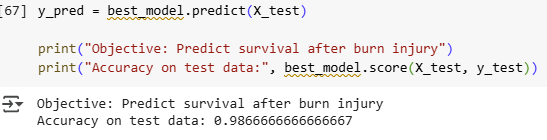 [67] y_pred = best_model.predict(X_test)
print("Objective: Predict survival after burn injury")
print("Accuracy on test data:", best_model.score(X_test, y_test))
Objective: Predict survival after burn injury
Accuracy on test data: 0.9866666666666667